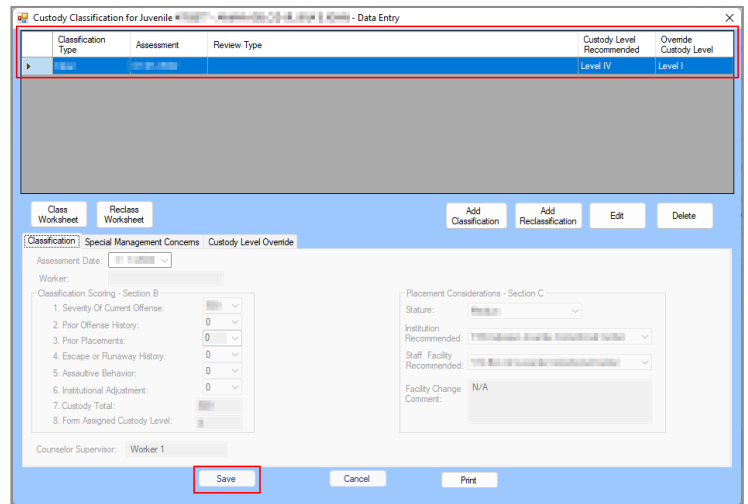 Custody Classification for Juvenile - Data Entry
Classification Type Assessment Review Type Custody Level Recommended Override Custody Level
Level IV Level I
Class Worksheet Reclass Worksheet Add Classification Add Reclassification Edit Delete
Classification Special Management Concerns Custody Level Override
Assessment Date:
Worker:
Classification Scoring - Section B
1. Severity Of Current Offense:
2. Prior Offense History: 0
3. Prior Placements: 0
4. Escape or Runaway History: 0
5. Assaultive Behavior: 0
6. Institutional Adjustment: 0
7. Custody Total:
8. Form Assigned Custody Level:
Placement Considerations - Section C
Stature:
Institution
Recommended:
Staff Facility
Recommended:
Facility Change
Comment:
N/A
Counselor Supervisor: Worker 1
Save Cancel Print